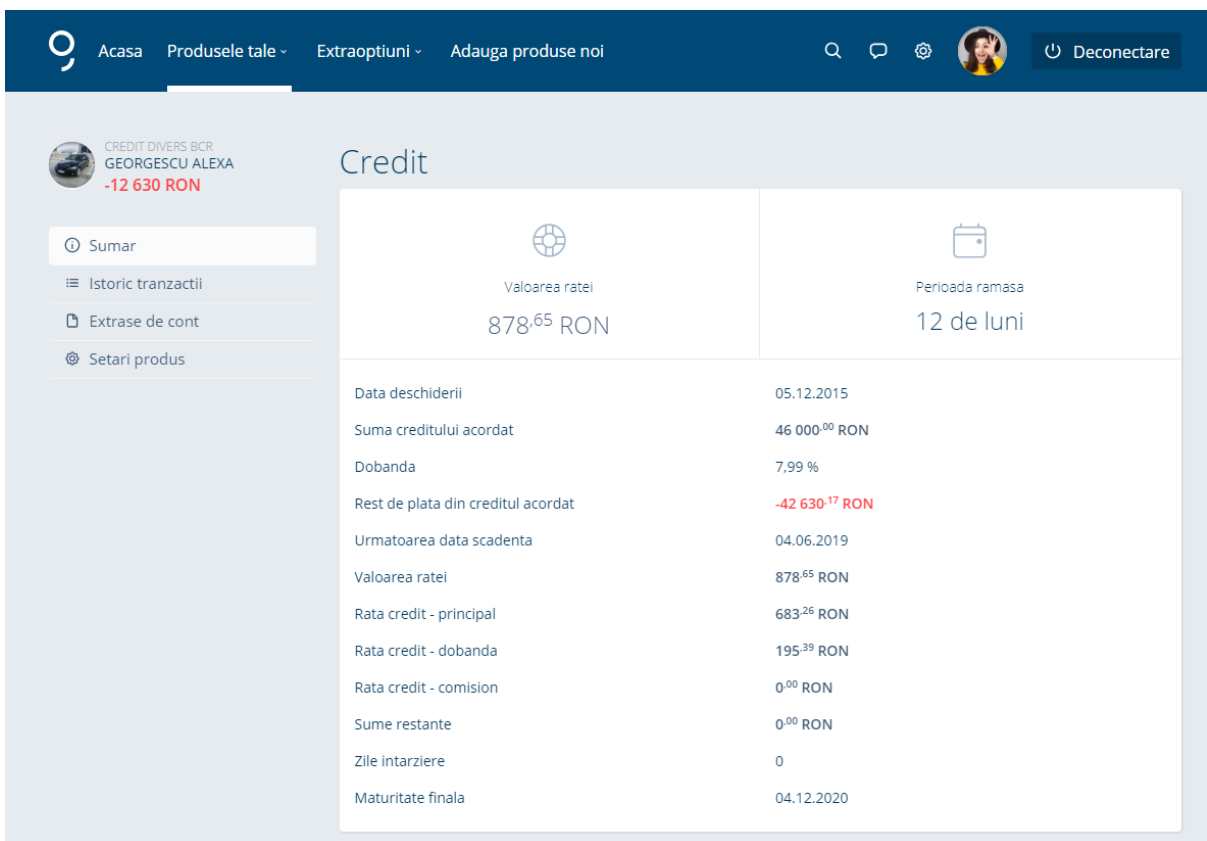 Acasa Produsele tale Extraoptiuni Adauga produse noi Deconectare
CREDIT DIVERS BCR
GEORGESCU ALEXA
-12 630 RON
Sumar
Istoric tranzactii
Extrase de cont
Setari produs
Credit
Valoarea ratei
878,65 RON
Perioada ramasa
12 de luni
Data deschiderii 05.12.2015
Suma creditului acordat 46 000,00 RON
Dobanda 7,99 %
Rest de plata din creditul acordat -42 630,17 RON
Urmatoarea data scadenta 04.06.2019
Valoarea ratei 878,65 RON
Rata credit - principal 683,26 RON
Rata credit - dobanda 195,39 RON
Rata credit - comision 0,00 RON
Sume restante 0,00 RON
Zile intarziere 0
Maturitate finala 04.12.2020